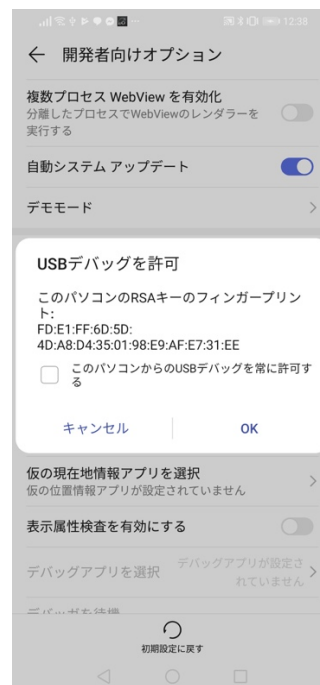 12:38
開発者向けオプション
複数プロセス WebView を有効化
分離したプロセスでWebViewのレンダラーを
実行する
自動システム アップデート
デモモード
USBデバッグを許可
このパソコンのRSAキーのフィンガープリン
ト:
FD:E1:FF:6D:5D:
4D:A8:D4:35:01:98:E9:AF:E7:31:EE
このパソコンからのUSBデバッグを常に許可す
る
キャンセル
OK
仮の現在地情報アプリを選択
仮の位置情報アプリが設定されていません
表示属性検査を有効にする
デバッグアプリを選択
デバッグアプリが設定さ
れていません
デバッガを待機
初期設定に戻す